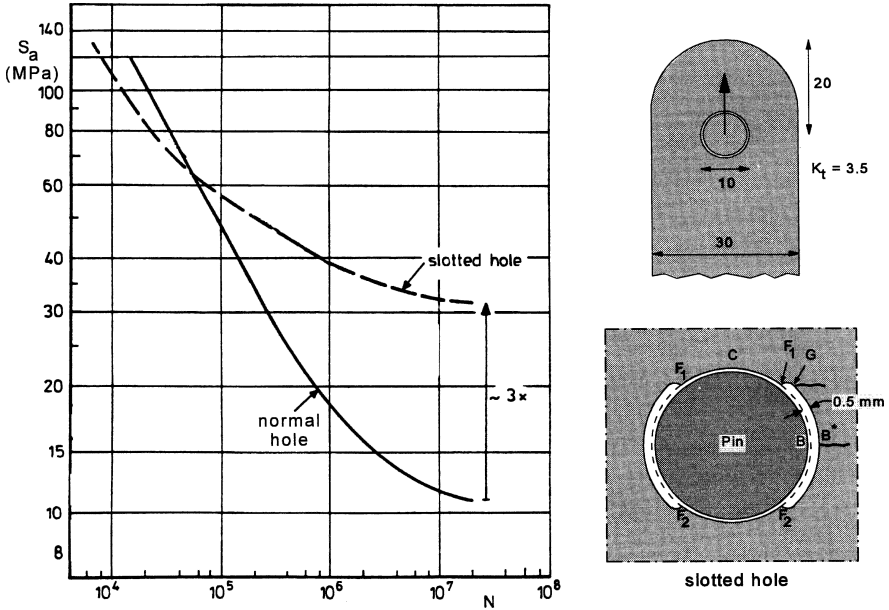 140
Sa
(MPa)
100
80
60
40
30
20
15
10
8
10⁴
10⁵
10⁶
10⁷
10⁸
N
slotted hole
normal
hole
~ 3x
20
10
Kt = 3.5
30
C
F1
F1
G
0.5 mm
Pin
B
B*
F2
F2
slotted hole